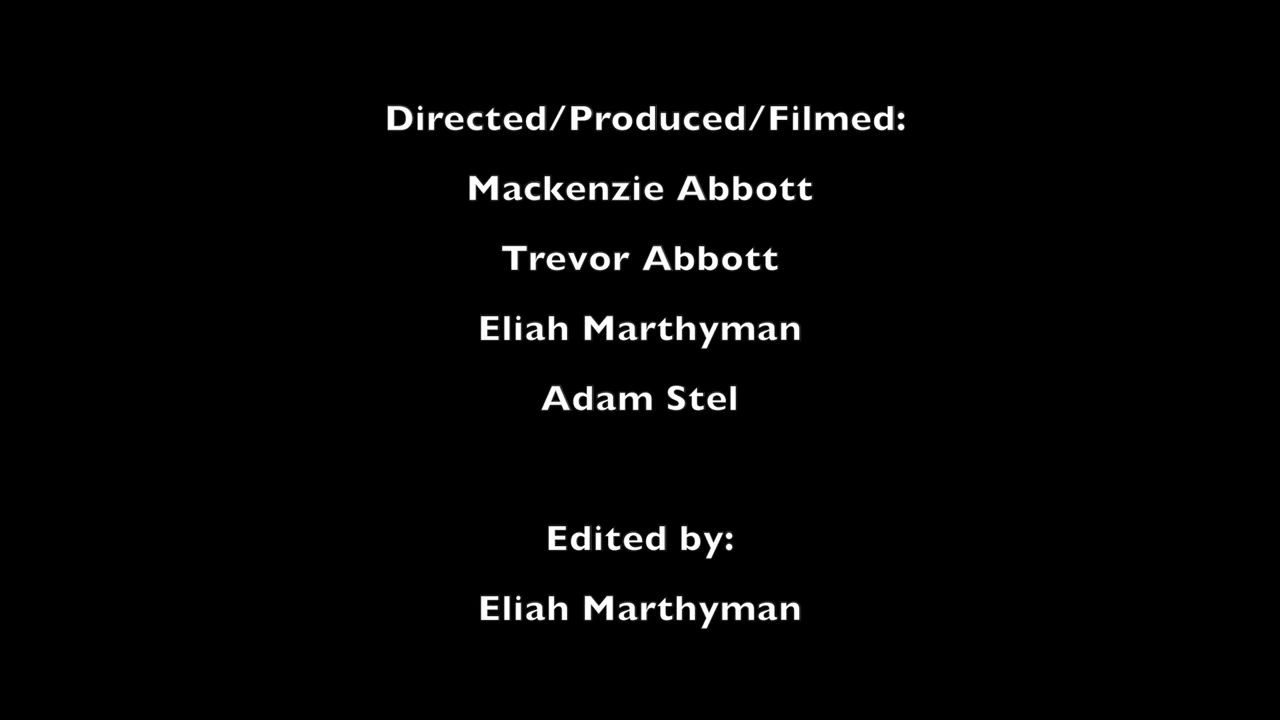 Directed/Produced/Filmed:
Mackenzie Abbott
Trevor Abbott
Eliah Marthyman
Adam Stel
Edited by:
Eliah Marthyman